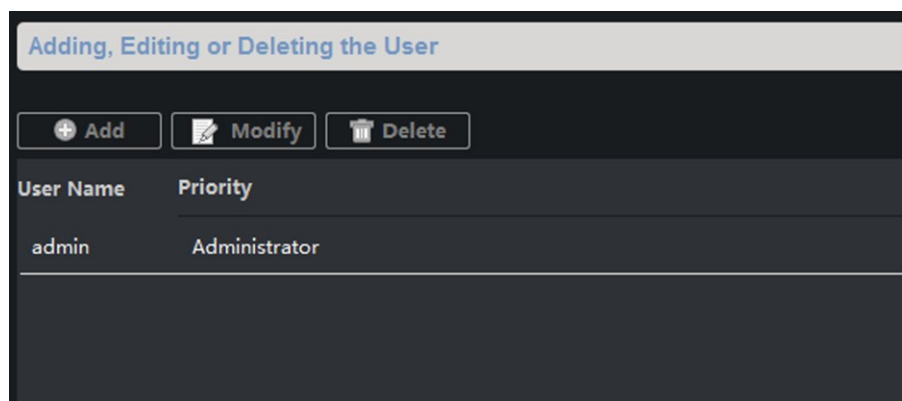 Adding, Editing or Deleting the User
Add Modify Delete
User Name Priority
admin Administrator